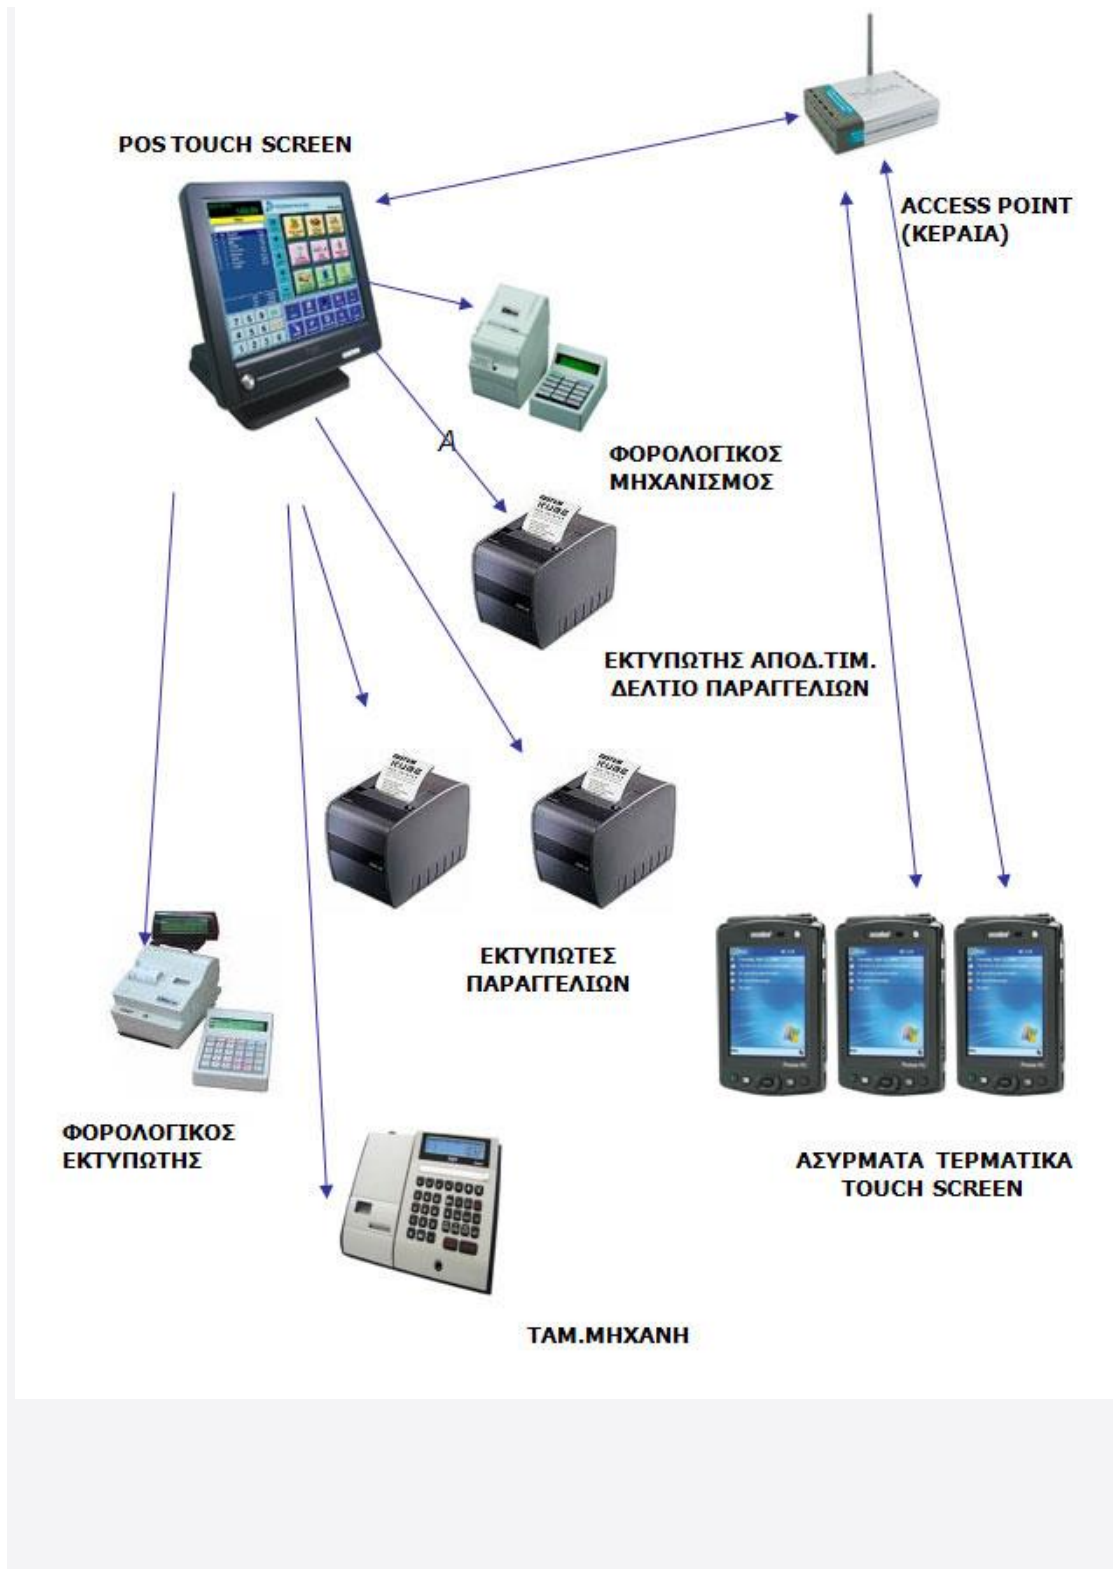 POS TOUCH SCREEN
ACCESS POINT
(ΚΕΡΑΙΑ)
ΦΟΡΟΛΟΓΙΚΟΣ
ΜΗΧΑΝΙΣΜΟΣ
A
ΕΚΤΥΠΩΤΗΣ ΑΠΟΔ.ΤΙΜ.
ΔΕΛΤΙΟ ΠΑΡΑΓΓΕΛΙΩΝ
ΕΚΤΥΠΩΤΕΣ
ΠΑΡΑΓΓΕΛΙΩΝ
ΦΟΡΟΛΟΓΙΚΟΣ
ΕΚΤΥΠΩΤΗΣ
ΑΣΥΡΜΑΤΑ ΤΕΡΜΑΤΙΚΑ
TOUCH SCREEN
ΤΑΜ.ΜΗΧΑΝΗ